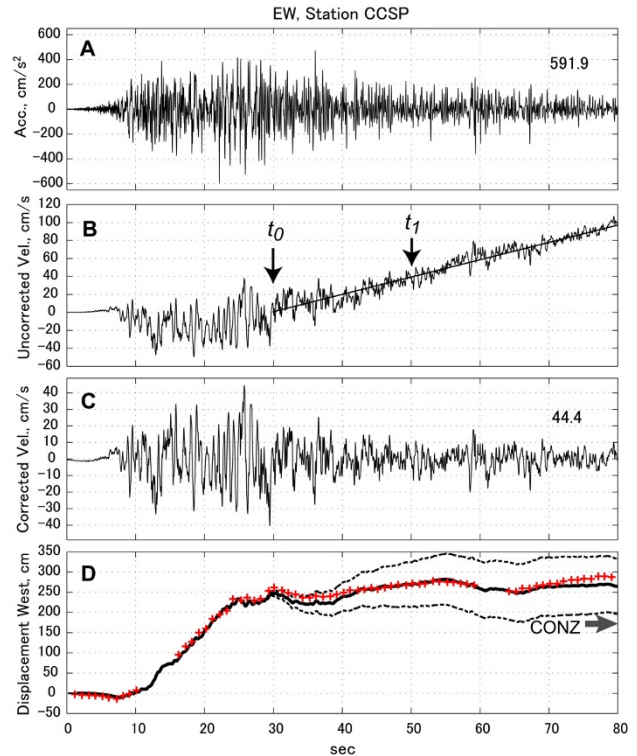 EW, Station CCSP
A
591.9
Acc., cm/s²
600
400
200
0
-200
-400
-600
B
t0
t1
Uncorrected Vel., cm/s
120
100
80
60
40
20
0
-20
-40
-60
C
44.4
Corrected Vel., cm/s
40
30
20
10
0
-10
-20
-30
-40
D
CONZ
Displacement West, cm
350
300
250
200
150
100
50
0
-50
0 10 20 30 40 50 60 70 80
sec